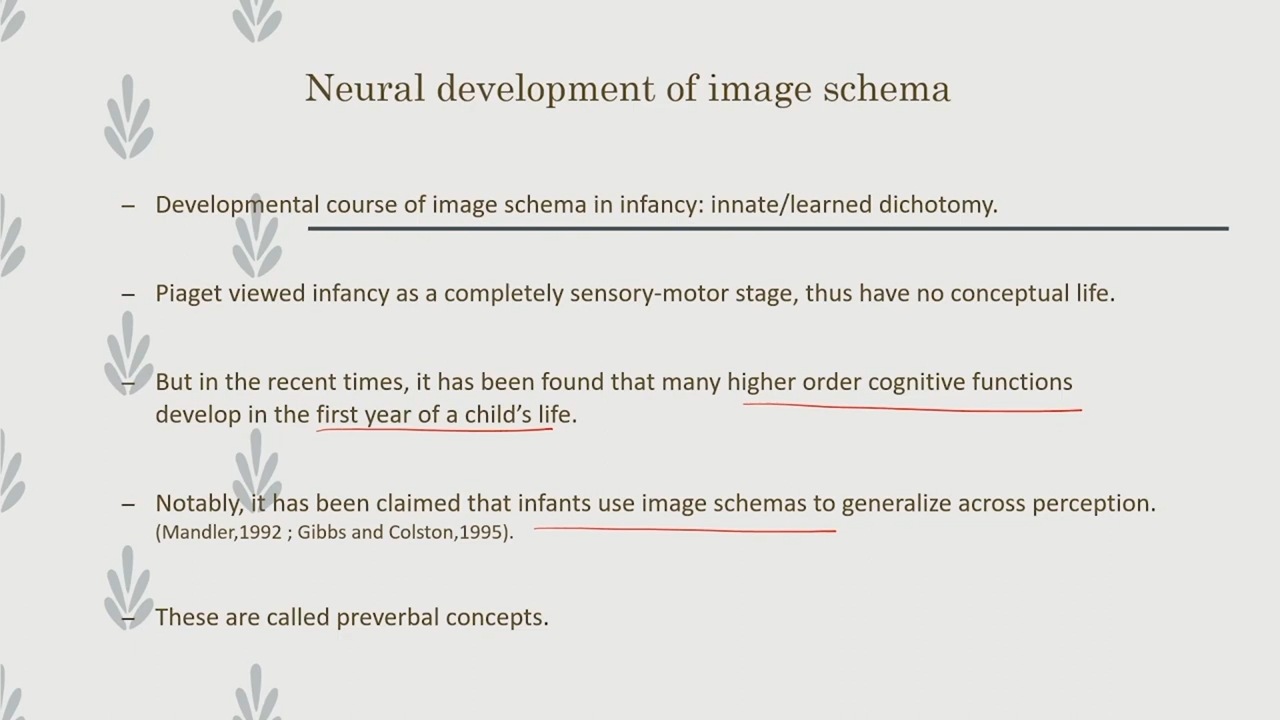 Neural development of image schema
– Developmental course of image schema in infancy: innate/learned dichotomy.
– Piaget viewed infancy as a completely sensory-motor stage, thus have no conceptual life.
– But in the recent times, it has been found that many higher order cognitive functions
develop in the first year of a child’s life.
– Notably, it has been claimed that infants use image schemas to generalize across perception.
(Mandler,1992 ; Gibbs and Colston,1995).
– These are called preverbal concepts.